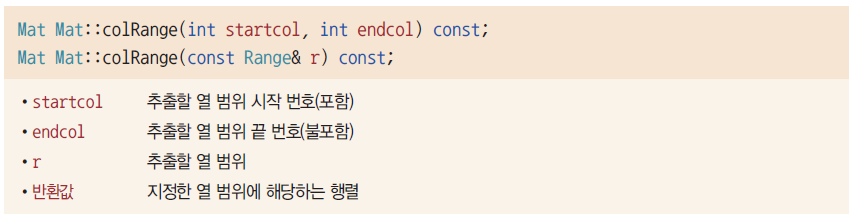 Mat Mat::colRange(int startcol, int endcol) const;
Mat Mat::colRange(const Range& r) const;
• startcol 추출할 열 범위 시작 번호(포함)
• endcol 추출할 열 범위 끝 번호(불포함)
• r 추출할 열 범위
• 반환값 지정한 열 범위에 해당하는 행렬